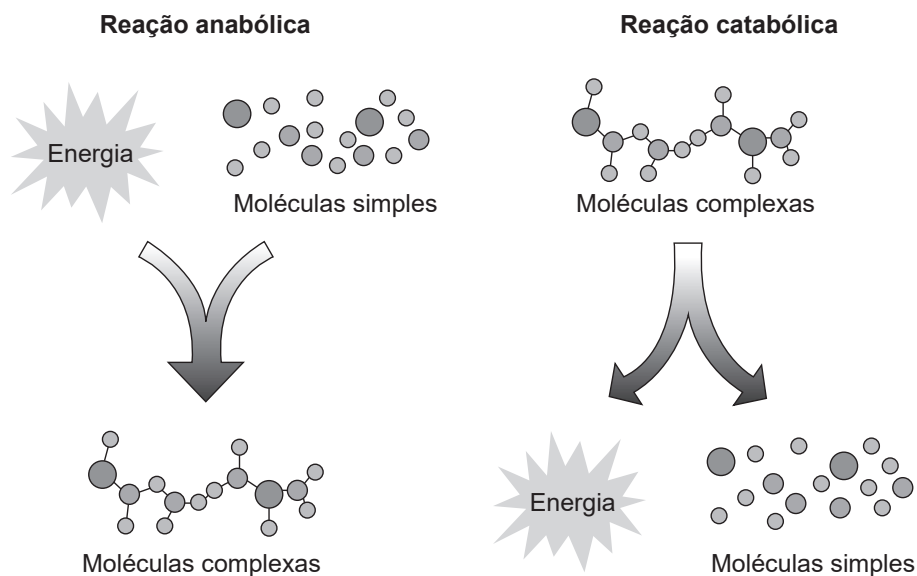 Reação anabólica
Energia
Moléculas simples
Moléculas complexas
Reação catabólica
Moléculas complexas
Energia
Moléculas simples